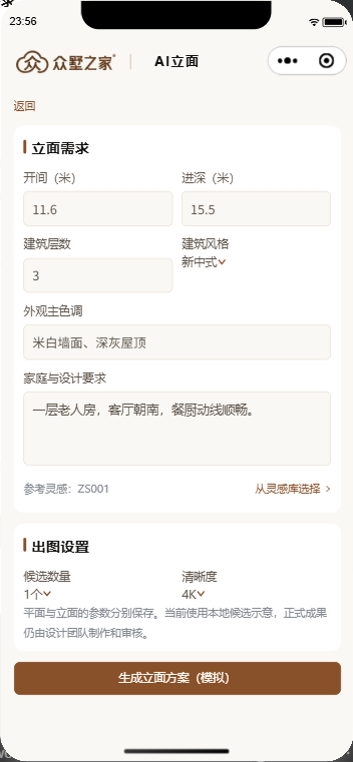 23:56
众墅之家
AI立面
返回
立面需求
开间（米）
进深（米）
11.6
15.5
建筑层数
建筑风格
3
新中式
外观主色调
米白墙面、深灰屋顶
家庭与设计要求
一层老人房，客厅朝南，餐厨动线顺畅。
参考灵感：ZS001
从灵感库选择
出图设置
候选数量
清晰度
1个
4K
平面与立面的参数分别保存。当前使用本地候选示意，正式成果
仍由设计团队制作和审核。
生成立面方案（模拟）